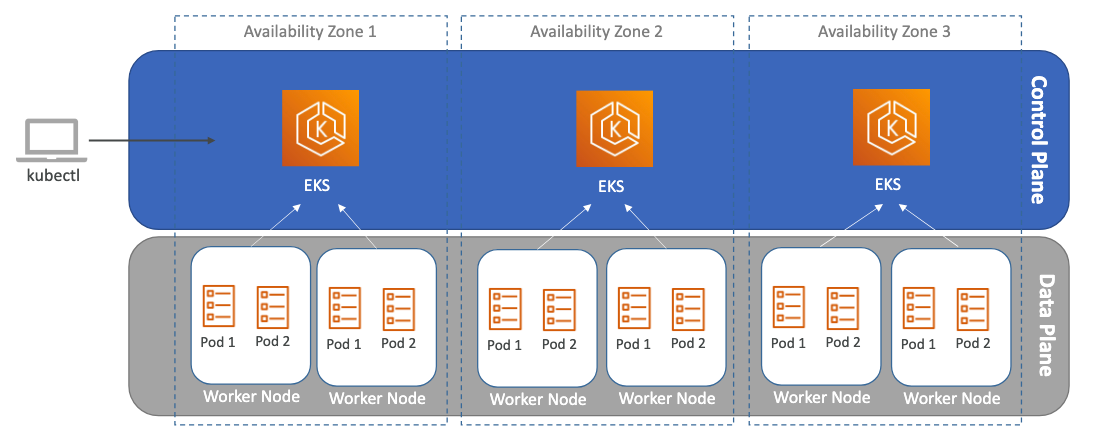 Availability Zone 1
Availability Zone 2
Availability Zone 3
kubectl
K
EKS
K
EKS
K
EKS
Control Plane
Pod 1
Pod 2
Pod 1
Pod 2
Worker Node
Worker Node
Pod 1
Pod 2
Pod 1
Pod 2
Worker Node
Worker Node
Pod 1
Pod 2
Pod 1
Pod 2
Worker Node
Worker Node
Data Plane